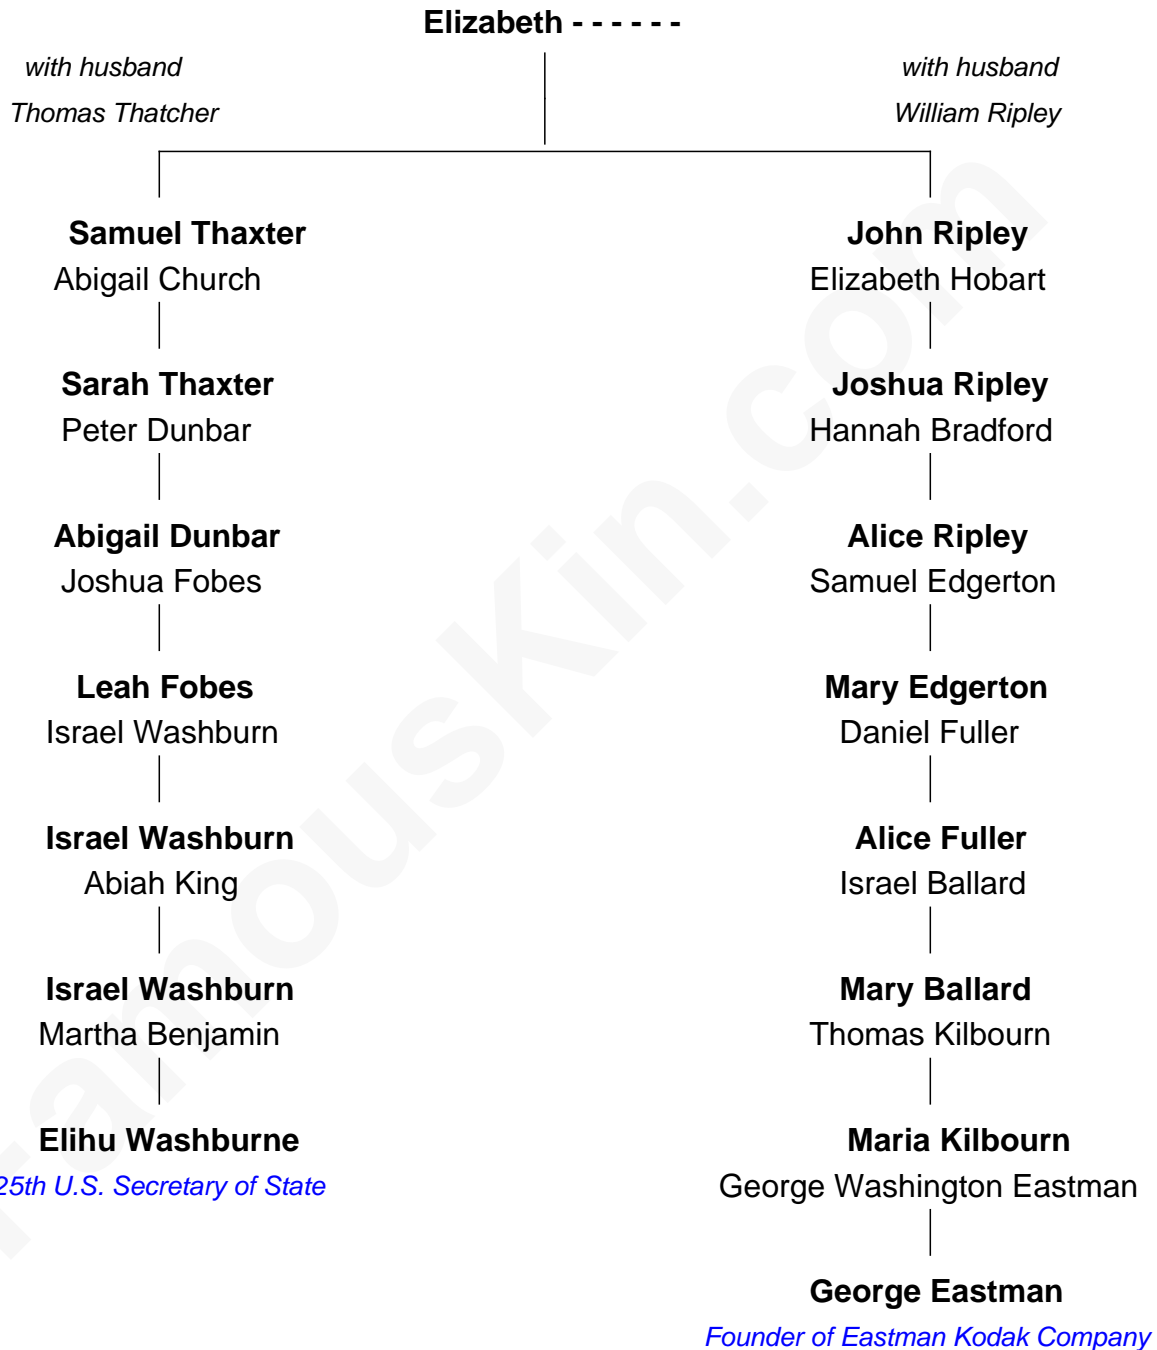 Elizabeth - - - - - -
with husband
Thomas Thatcher
with husband
William Ripley
Samuel Thaxter
Abigail Church
John Ripley
Elizabeth Hobart
Sarah Thaxter
Peter Dunbar
Joshua Ripley
Hannah Bradford
Abigail Dunbar
Joshua Fobes
Alice Ripley
Samuel Edgerton
Leah Fobes
Israel Washburn
Mary Edgerton
Daniel Fuller
Israel Washburn
Abiah King
Alice Fuller
Israel Ballard
Israel Washburn
Martha Benjamin
Mary Ballard
Thomas Kilbourn
Elihu Washburne
25th U.S. Secretary of State
Maria Kilbourn
George Washington Eastman
George Eastman
Founder of Eastman Kodak Company
FamousKin.com